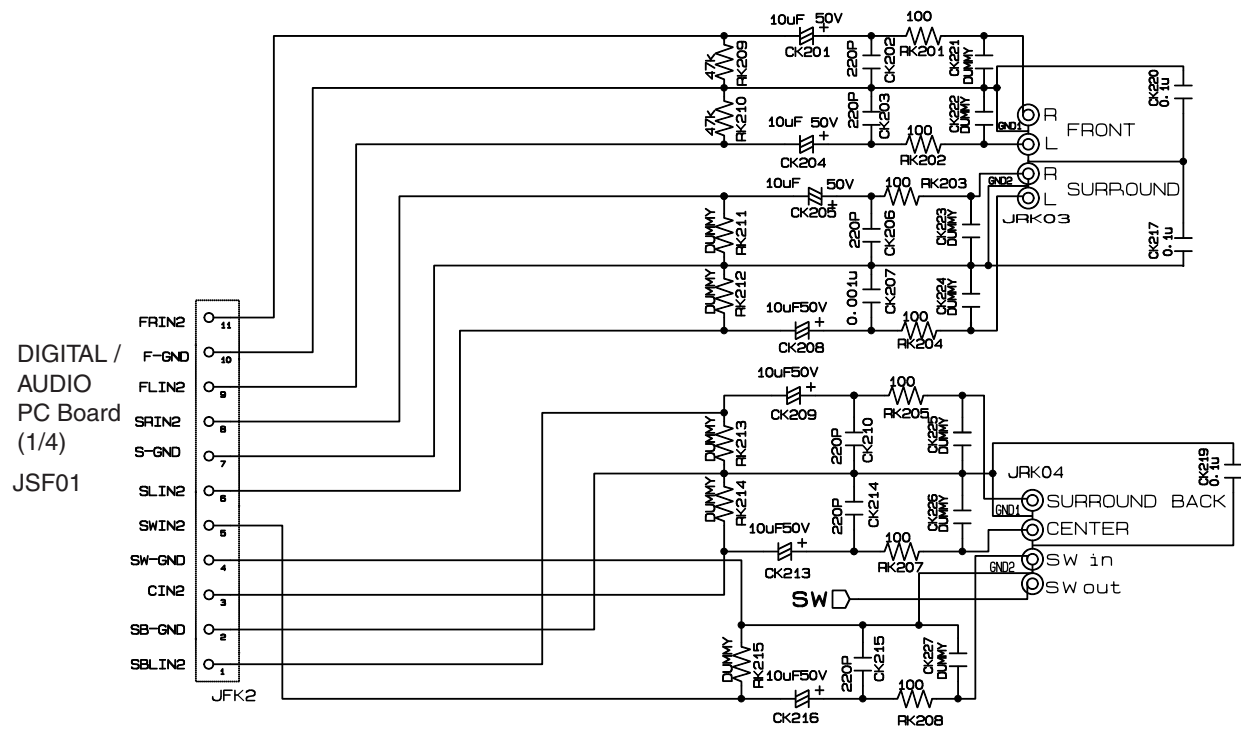 10uF 50V
CK201
47K
RK209
220P
CK202
100
RK201
CK221
DUMMY
CK220
0.1u
47K
RK210
10uF 50V
CK204
220P
CK203
100
RK202
CK222
DUMMY
GND1
R
FRONT
L
10uF 50V
CK205
DUMMY
RK211
220P
CK206
100
RK203
CK223
DUMMY
GND2
R
SURROUND
L
JRK03
CK217
0.1u
DUMMY
RK212
10uF50V
CK208
0.001u
CK207
100
RK204
CK224
DUMMY
DIGITAL /
AUDIO
PC Board
(1/4)
JSF01
FRIN2 11
F-GND 10
FLIN2 9
SRIN2 8
S-GND 7
SLIN2 6
SWIN2 5
SW-GND 4
CIN2 3
SB-GND 2
SBLIN2 1
JFK2
10uF50V
CK209
DUMMY
RK213
220P
CK210
100
RK205
CK225
DUMMY
CK219
0.1u
DUMMY
RK214
10uF50V
CK213
220P
CK214
100
RK207
CK226
DUMMY
JRK04
GND1
SURROUND BACK
CENTER
GND2
SW in
SW out
SW
DUMMY
RK215
10uF50V
CK216
220P
CK215
100
RK208
CK227
DUMMY